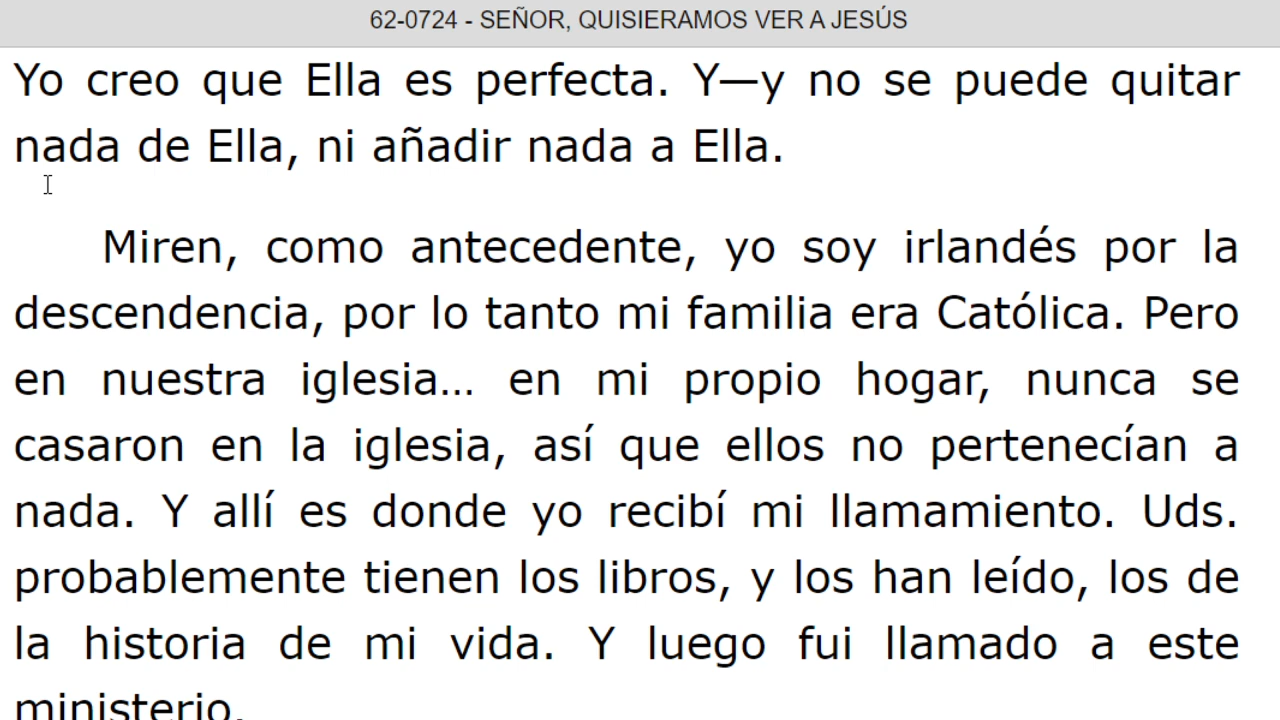 62-0724 - SEÑOR, QUISIERAMOS VER A JESÚS
Yo creo que Ella es perfecta. Y—y no se puede quitar
nada de Ella, ni añadir nada a Ella.
Miren, como antecedente, yo soy irlandés por la
descendencia, por lo tanto mi familia era Católica. Pero
en nuestra iglesia… en mi propio hogar, nunca se
casaron en la iglesia, así que ellos no pertenecían a
nada. Y allí es donde yo recibí mi llamamiento. Uds.
probablemente tienen los libros, y los han leído, los de
la historia de mi vida. Y luego fui llamado a este
ministerio.